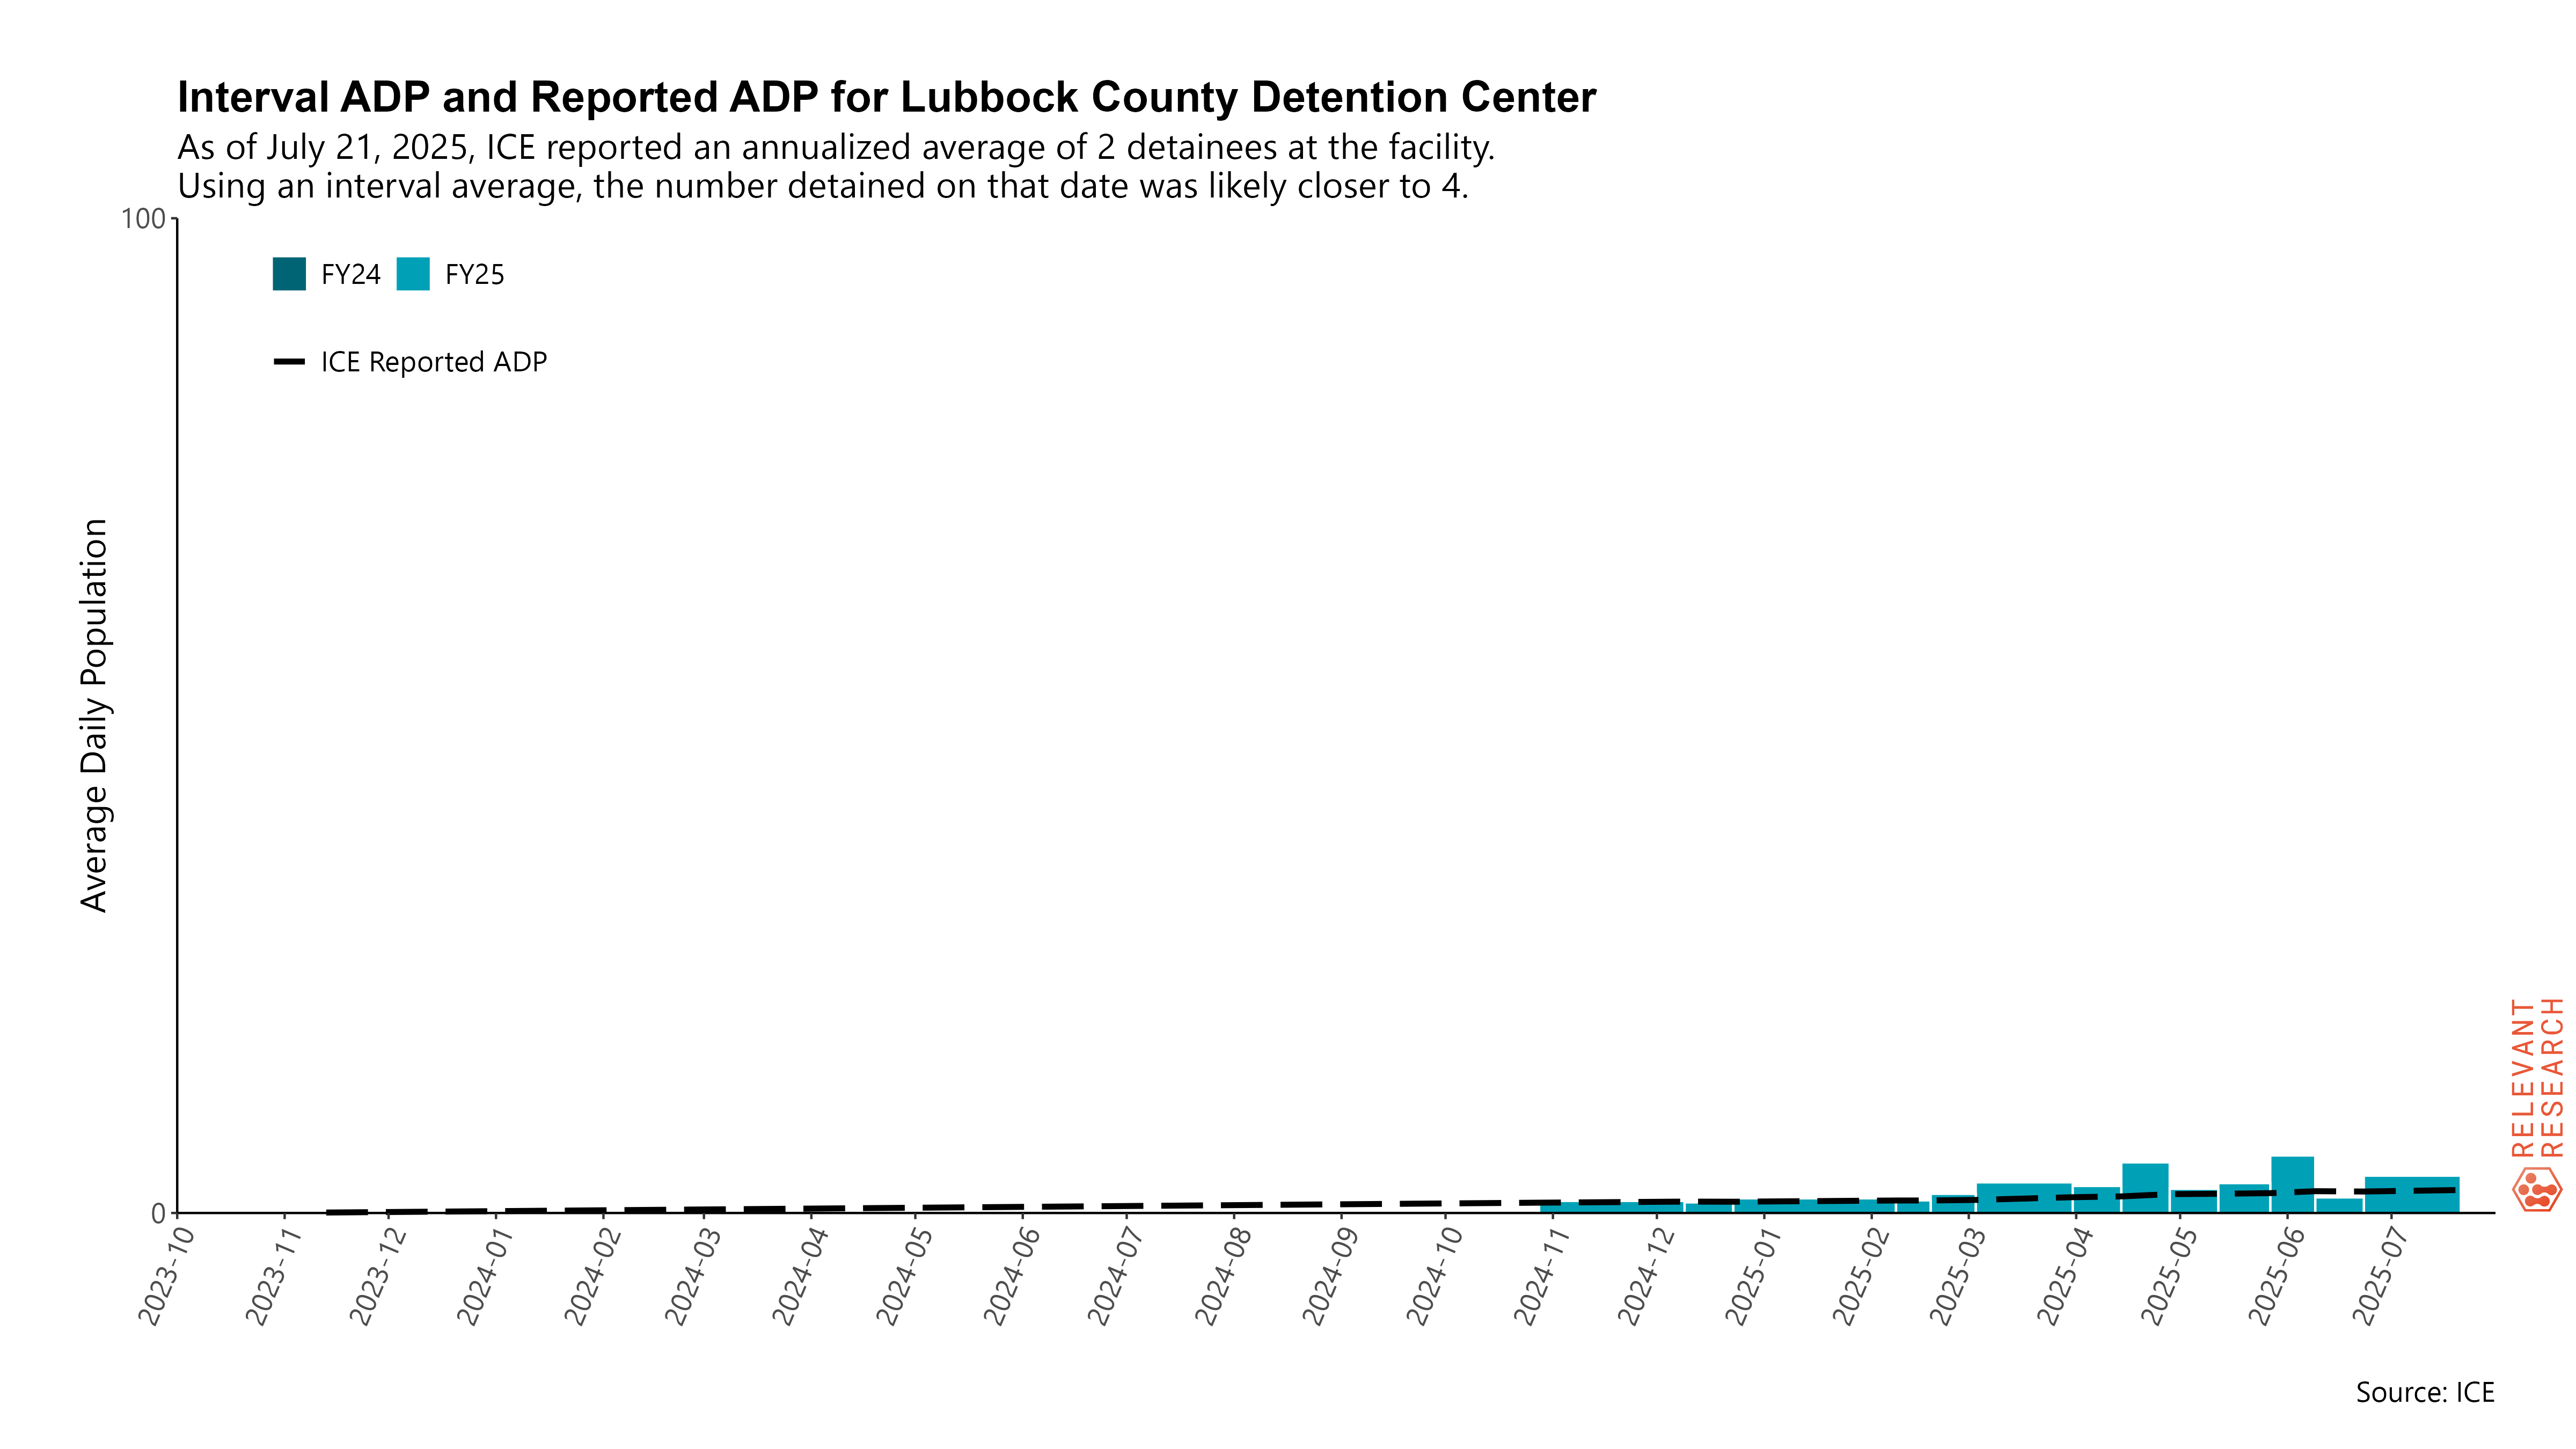 Interval ADP and Reported ADP for Lubbock County Detention Center
As of July 21, 2025, ICE reported an annualized average of 2 detainees at the facility.
Using an interval average, the number detained on that date was likely closer to 4.
100
FY24
FY25
ICE Reported ADP
Average Daily Population
0
2023-10
2023-11
2023-12
2024-01
2024-02
2024-03
2024-04
2024-05
2024-06
2024-07
2024-08
2024-09
2024-10
2024-11
2024-12
2025-01
2025-02
2025-03
2025-04
2025-05
2025-06
2025-07
RELEVANT
RESEARCH
Source: ICE